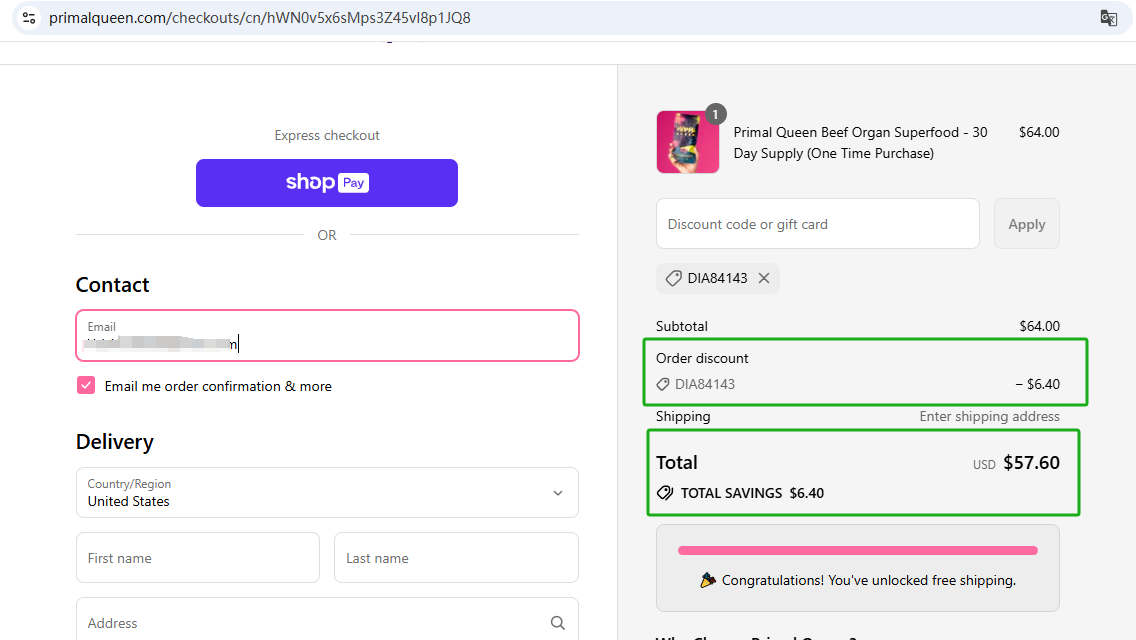 primalqueen.com/checkouts/cn/hWN0v5x6sMps3Z45vI8p1JQ8
Express checkout
shop Pay
OR
Contact
Email
m
Email me order confirmation & more
Delivery
Country/Region
United States
First name
Last name
Address
1
Primal Queen Beef Organ Superfood - 30
Day Supply (One Time Purchase)
$64.00
Discount code or gift card
Apply
DIA84143
Subtotal
$64.00
Order discount
DIA84143
− $6.40
Shipping
Enter shipping address
Total
USD $57.60
TOTAL SAVINGS $6.40
Congratulations! You've unlocked free shipping.